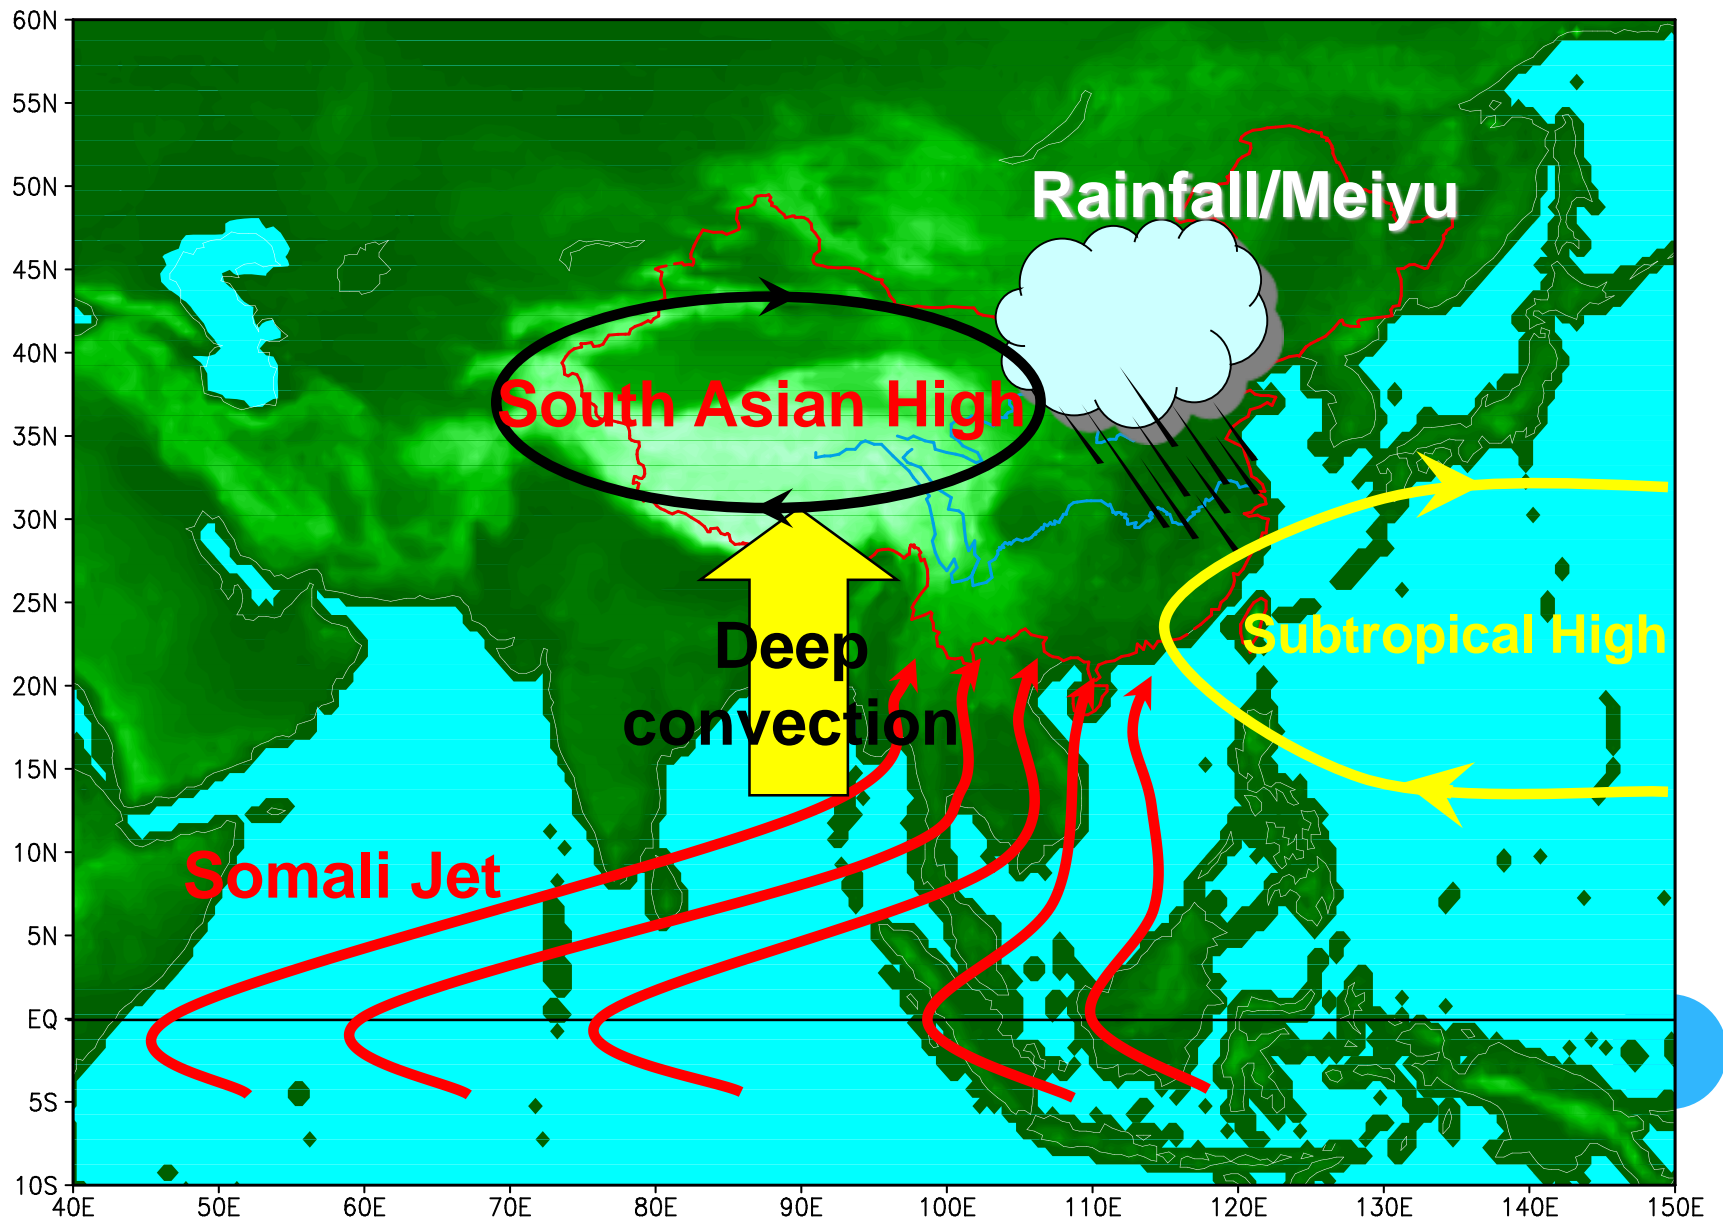 60N
55N
50N
45N
40N
35N
30N
25N
20N
15N
10N
5N
EQ
5S
10S
Rainfall/Meiyu
South Asian High
Subtropical High
Deep
convection
Somali Jet
40E 50E 60E 70E 80E 90E 100E 110E 120E 130E 140E 150E